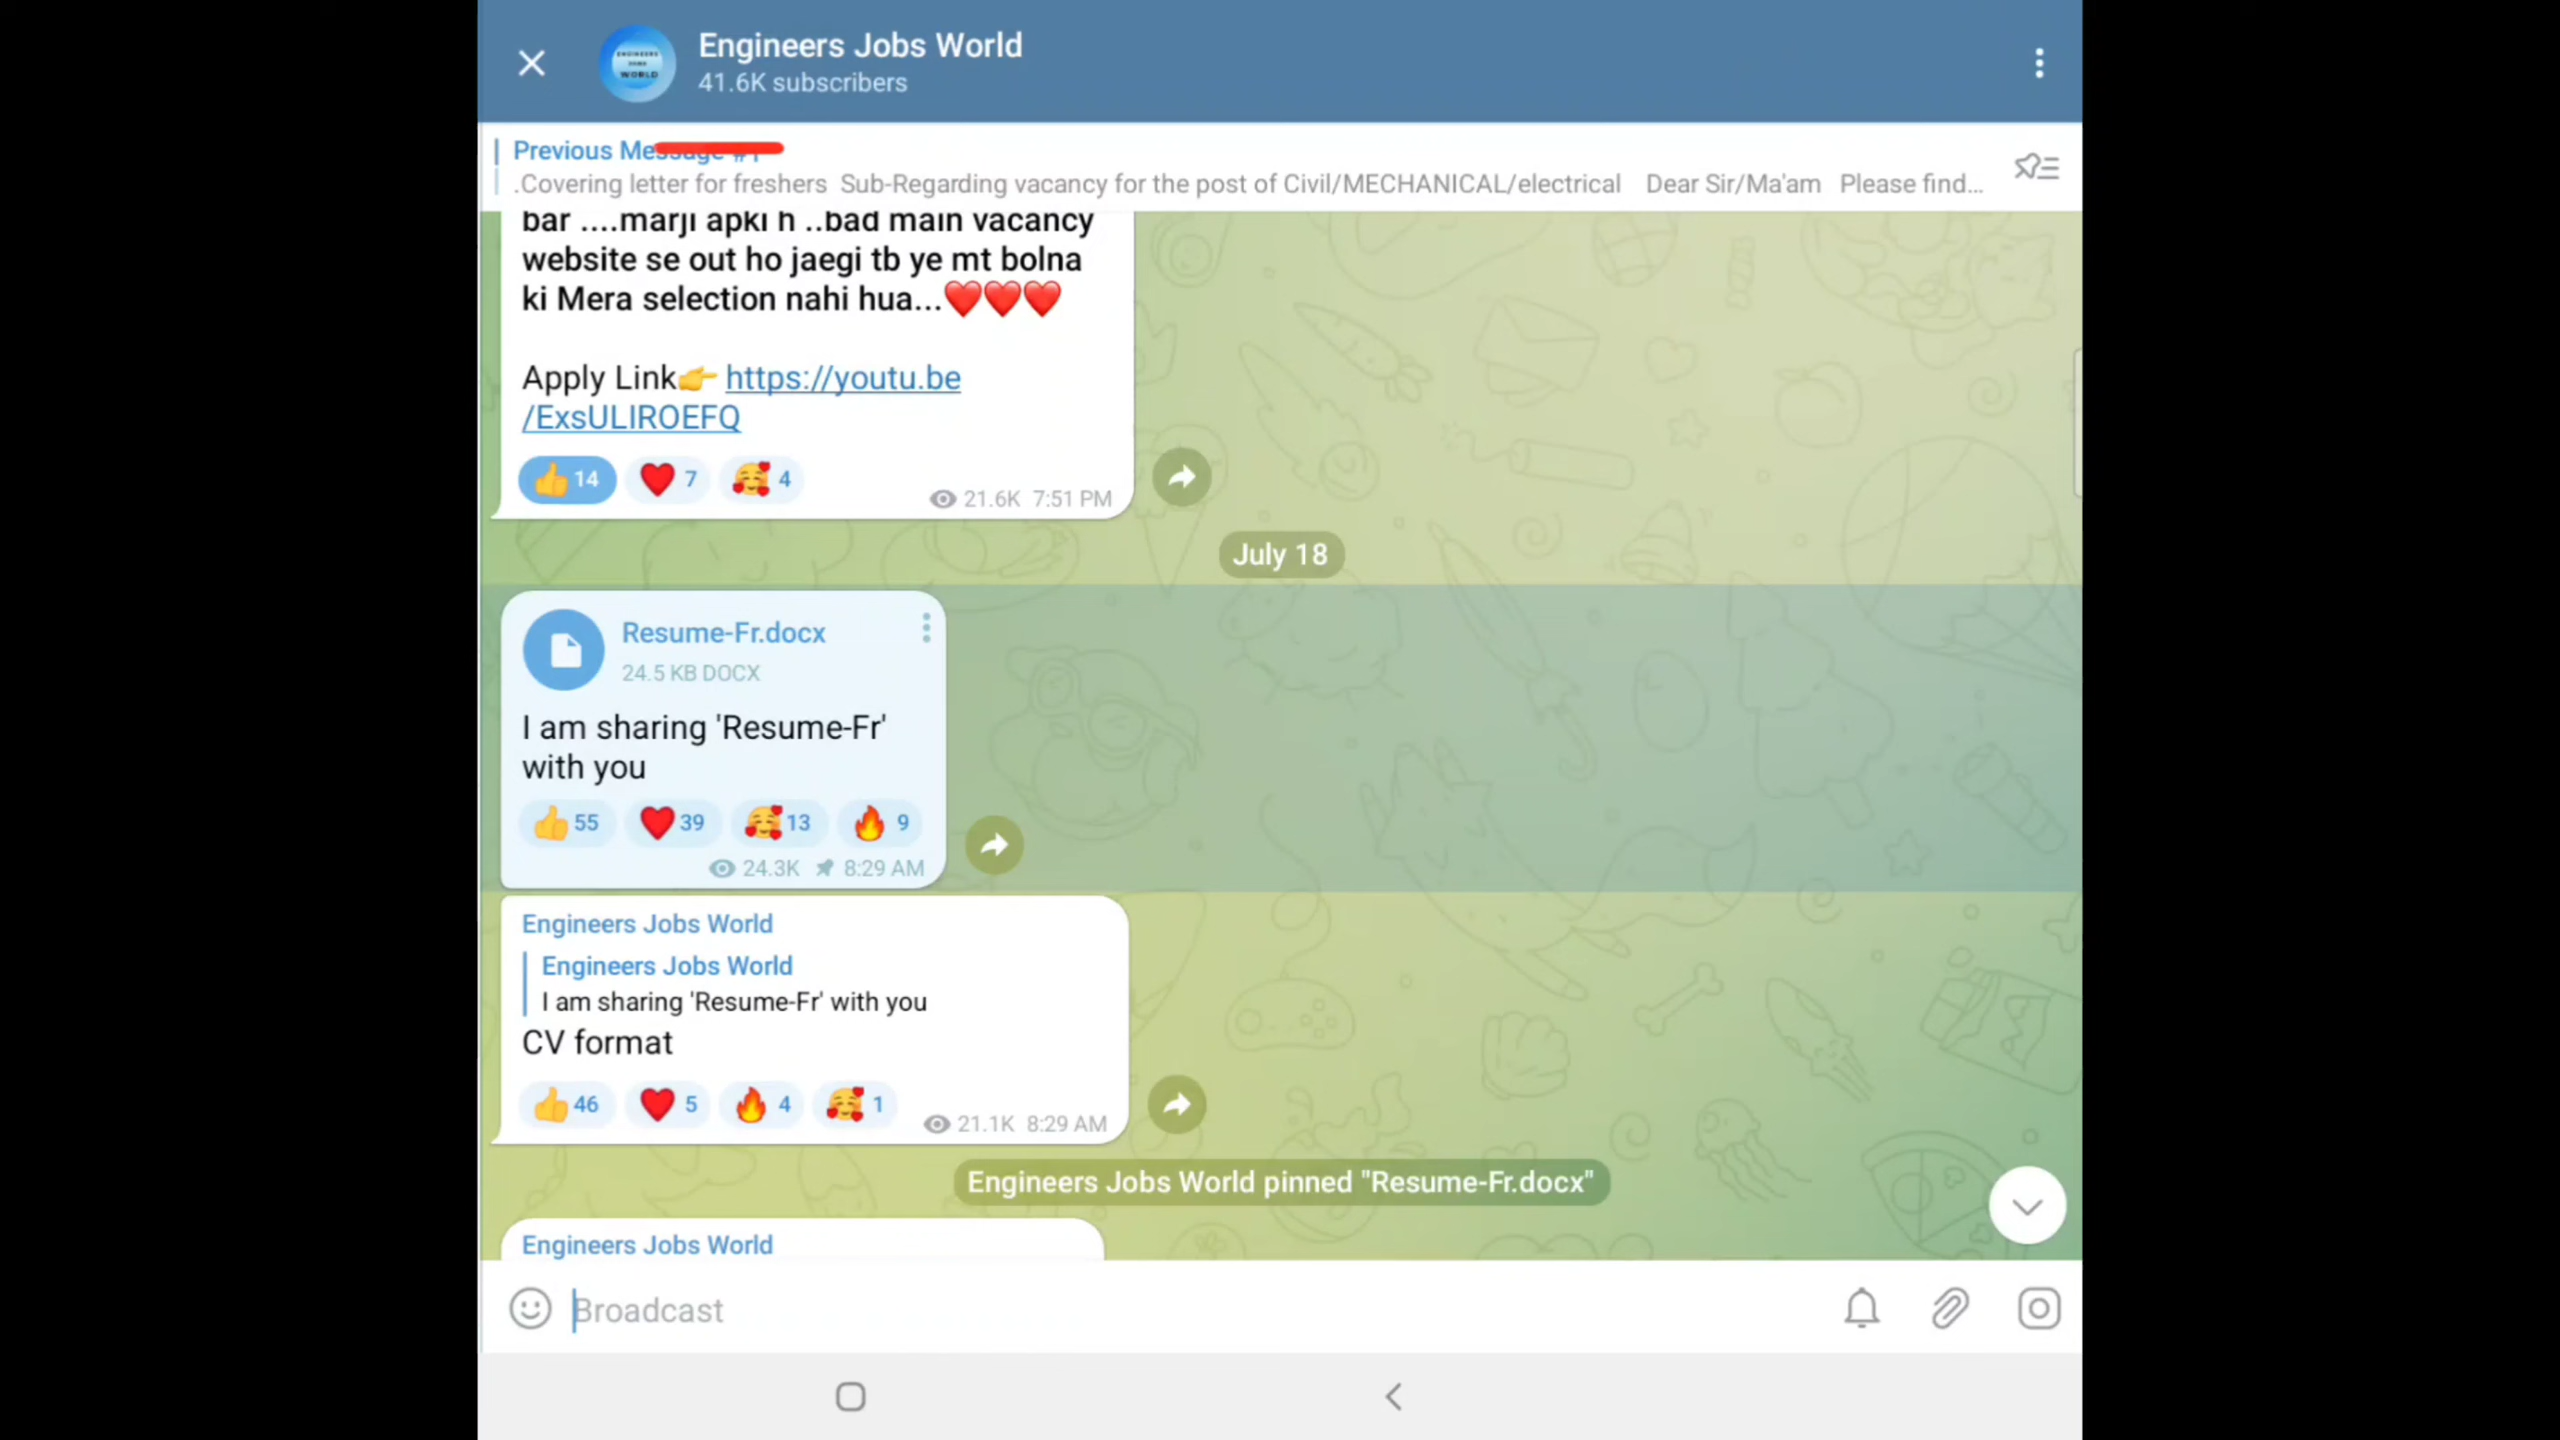 Engineers Jobs World
41.6K subscribers
ENGINEERS
JOBS
WORLD
Previous Message #1
.Covering letter for freshers Sub-Regarding vacancy for the post of Civil/MECHANICAL/electrical Dear Sir/Ma'am Please find...
bar ....marji apki h ..bad main vacancy
website se out ho jaegi tb ye mt bolna
ki Mera selection nahi hua...❤️❤️❤️
Apply Link👉 https://youtu.be
/ExsULIROEFQ
👍 14 ❤️ 7 🥰 4
21.6K 7:51 PM
July 18
Resume-Fr.docx
24.5 KB DOCX
I am sharing 'Resume-Fr'
with you
👍 55 ❤️ 39 🥰 13 🔥 9
24.3K 8:29 AM
Engineers Jobs World
Engineers Jobs World
I am sharing 'Resume-Fr' with you
CV format
👍 46 ❤️ 5 🔥 4 🥰 1
21.1K 8:29 AM
Engineers Jobs World pinned "Resume-Fr.docx"
Engineers Jobs World
Broadcast